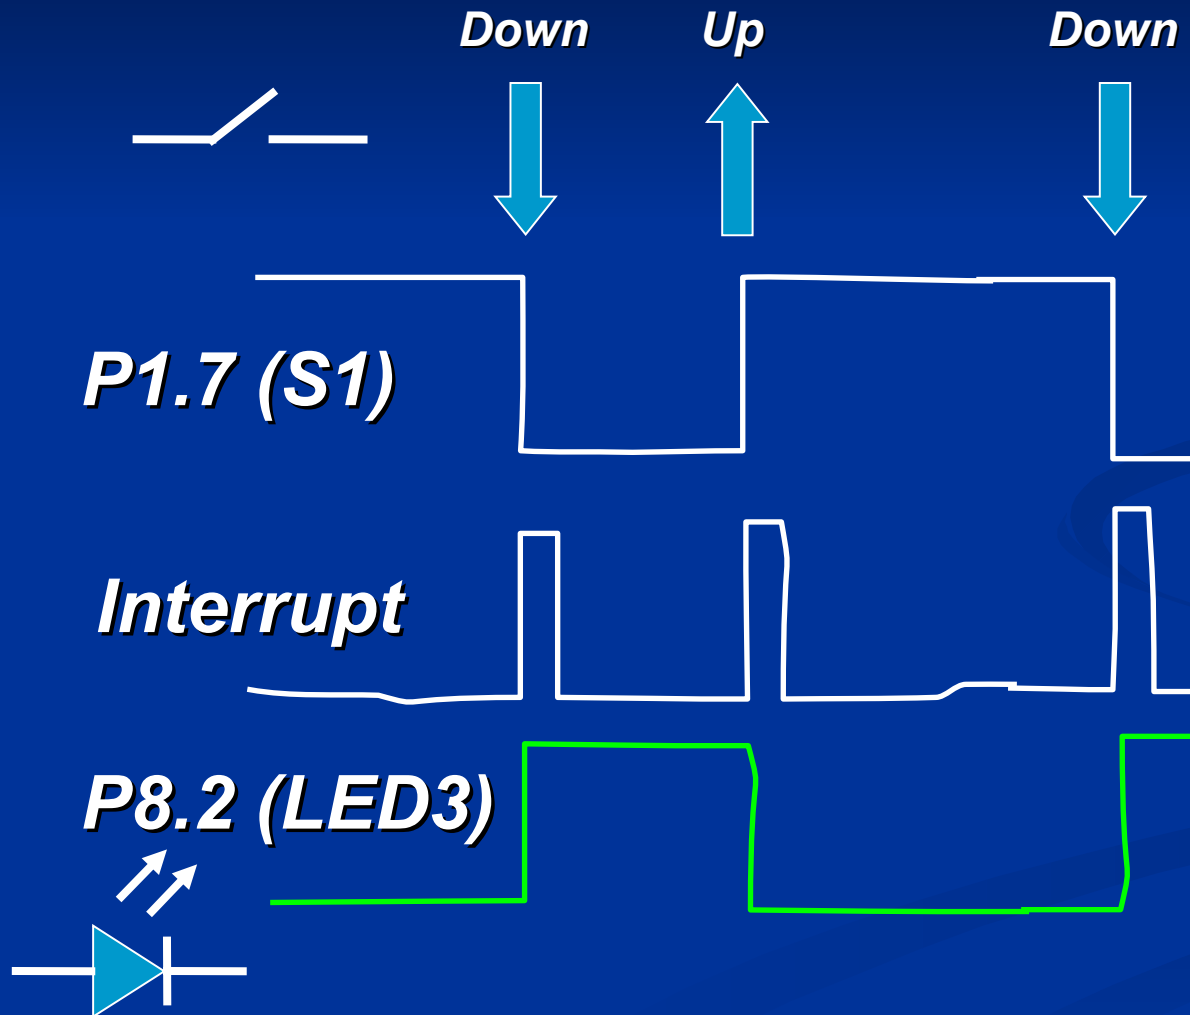 Down Up Down
P1.7 (S1)
Interrupt
P8.2 (LED3)